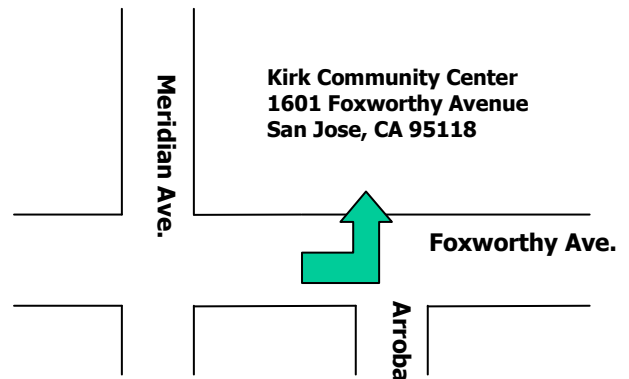 Meridian Ave.
Kirk Community Center
1601 Foxworthy Avenue
San Jose, CA 95118
Foxworthy Ave.
Arroba